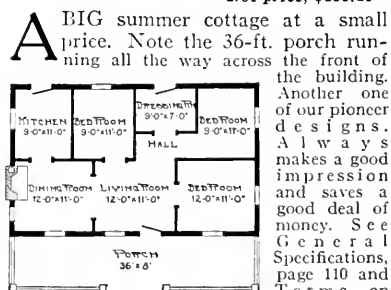 A BIG summer cottage at a small
price. Note the 36-ft. porch run-
ning all the way across the front of
the building.
Another one
of our pioneer
designs.
Always
makes a good
impression
and saves a
good deal of
money. See
General
Specifications,
page 110 and
KITCHEN
9'-0"x11'-0"
BEDROOM
9'-0"x11'-0"
DRESSING RM
9'-0"x7'-0"
BEDROOM
9'-0"x11'-0"
HALL
DINING ROOM
12'-0"x11'-0"
LIVING ROOM
12'-0"x11'-0"
BEDROOM
12'-0"x11'-0"
PORCH
36'x8'